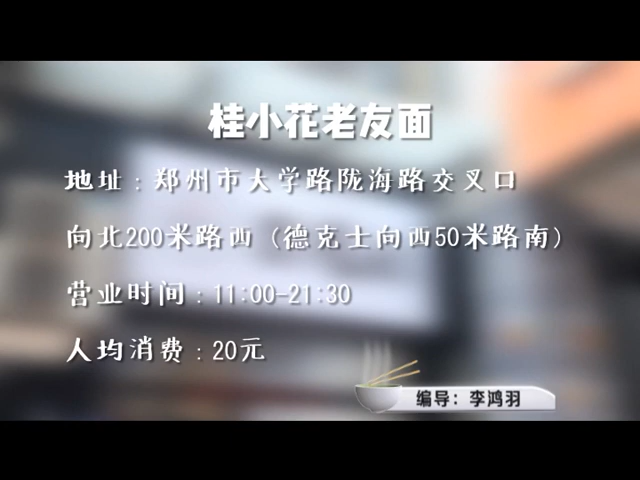 桂小花老友面
地址：郑州市大学路陇海路交叉口
向北200米路西（德克士向西50米路南）
营业时间：11:00-21:30
人均消费：20元
编导：李鸿羽